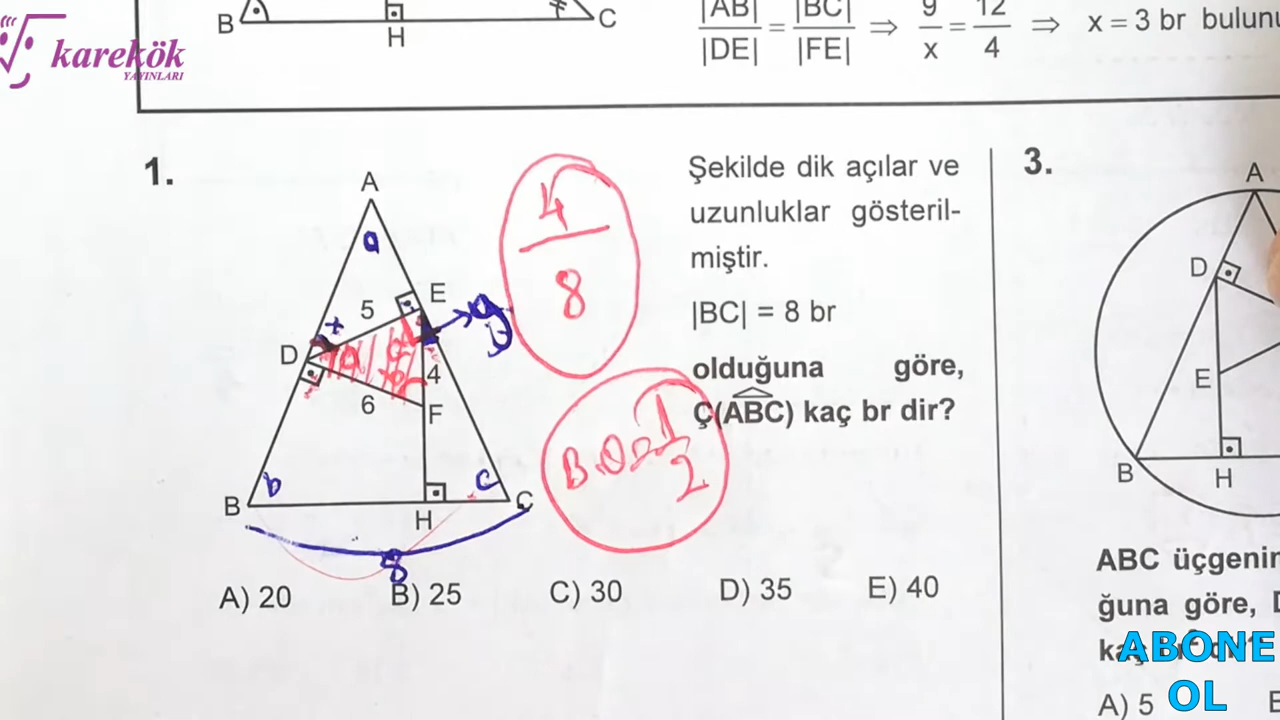 B H C
|AB| / |DE| = |BC| / |FE| ⇒ 9 / x = 12 / 4 ⇒ x = 3 br
karekök
YAYINLARI
1.
A
a
5
E
x
y
D
4
6
F
b
c
B
H
C
8
4
8
B.O=1/2
Şekilde dik açılar ve
uzunluklar gösteril-
miştir.
|BC| = 8 br
olduğuna göre,
Ç(ABC) kaç br dir?
A) 20 B) 25 C) 30 D) 35 E) 40
3.
A
D
E
B
H
ABC
ğuna göre,
A) 5
ABONE
OL